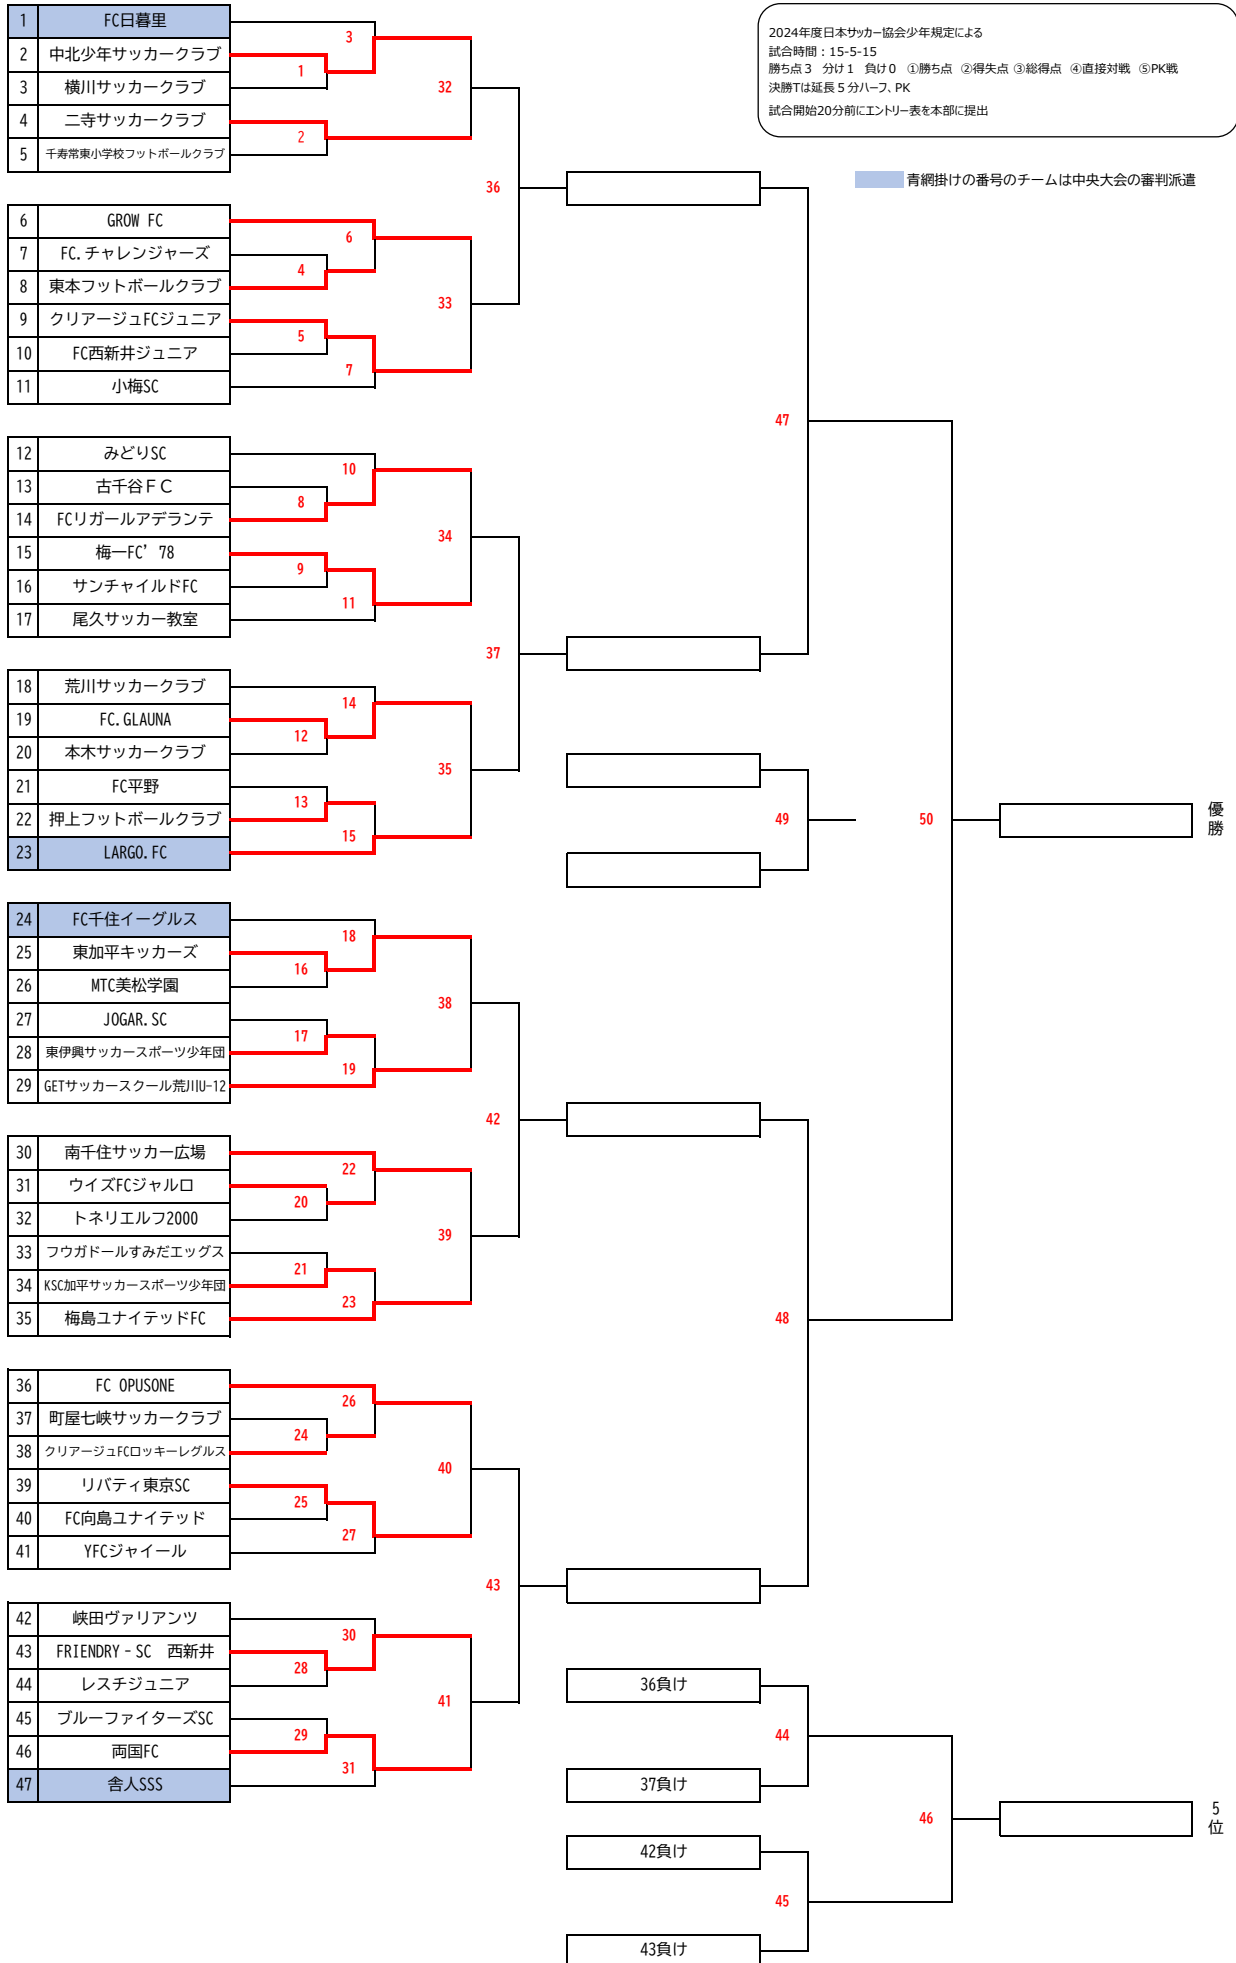 2024年度日本サッカー協会少年規定による
試合時間：15-5-15
勝ち点３ 分け１ 負け０ ①勝ち点 ②得失点 ③総得点 ④直接対戦 ⑤PK戦
決勝Tは延長５分ハーフ、PK
試合開始20分前にエントリー表を本部に提出
青網掛けの番号のチームは中央大会の審判派遣
1 FC日暮里
2 中北少年サッカークラブ
3 横川サッカークラブ
4 二寺サッカークラブ
5 千寿常東小学校フットボールクラブ
6 GROW FC
7 FC.チャレンジャーズ
8 東本フットボールクラブ
9 クリアージュFCジュニア
10 FC西新井ジュニア
11 小梅SC
12 みどりSC
13 古千谷ＦＣ
14 FCリガールアデランテ
15 梅一FC’78
16 サンチャイルドFC
17 尾久サッカー教室
18 荒川サッカークラブ
19 FC.GLAUNA
20 本木サッカークラブ
21 FC平野
22 押上フットボールクラブ
23 LARGO.FC
24 FC千住イーグルス
25 東加平キッカーズ
26 MTC美松学園
27 JOGAR.SC
28 東伊興サッカースポーツ少年団
29 GETサッカースクール荒川U-12
30 南千住サッカー広場
31 ウイズFCジャルロ
32 トネリエルフ2000
33 フウガドールすみだエッグス
34 KSC加平サッカースポーツ少年団
35 梅島ユナイテッドFC
36 FC OPUSONE
37 町屋七峡サッカークラブ
38 クリアージュFCロッキーレグルス
39 リバティ東京SC
40 FC向島ユナイテッド
41 YFCジャイール
42 峡田ヴァリアンツ
43 FRIENDRY‐SC 西新井
44 レスチジュニア
45 ブルーファイターズSC
46 両国FC
47 舎人SSS
1
2
3
4
5
6
7
8
9
10
11
12
13
14
15
16
17
18
19
20
21
22
23
24
25
26
27
28
29
30
31
32
33
34
35
38
39
40
41
36
37
42
43
47
49
48
50
優勝
36負け
37負け
44
42負け
43負け
45
46
5位